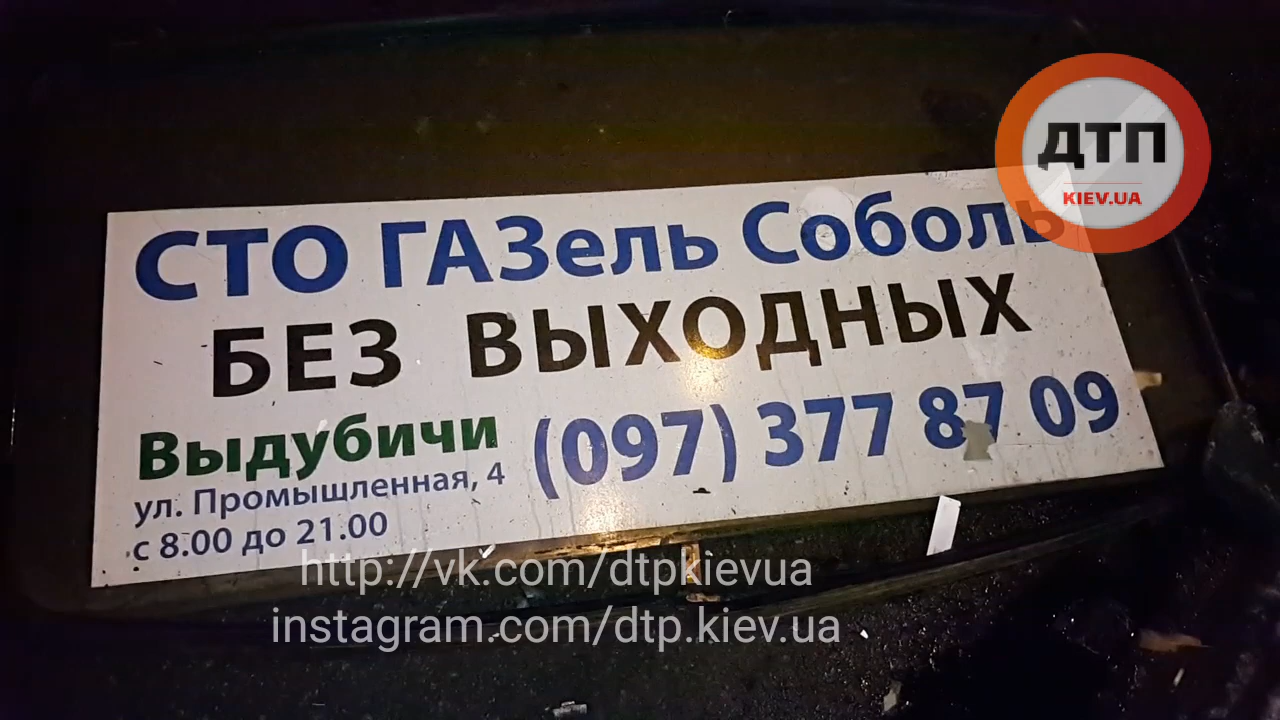 ДТП
KIEV.UA
СТО ГАЗель Соболь
БЕЗ ВЫХОДНЫХ
Выдубичи
(097) 377 87 09
ул. Промышленная, 4
с 8.00 до 21.00
http://vk.com/dtpkievua
instagram.com/dtp.kiev.ua